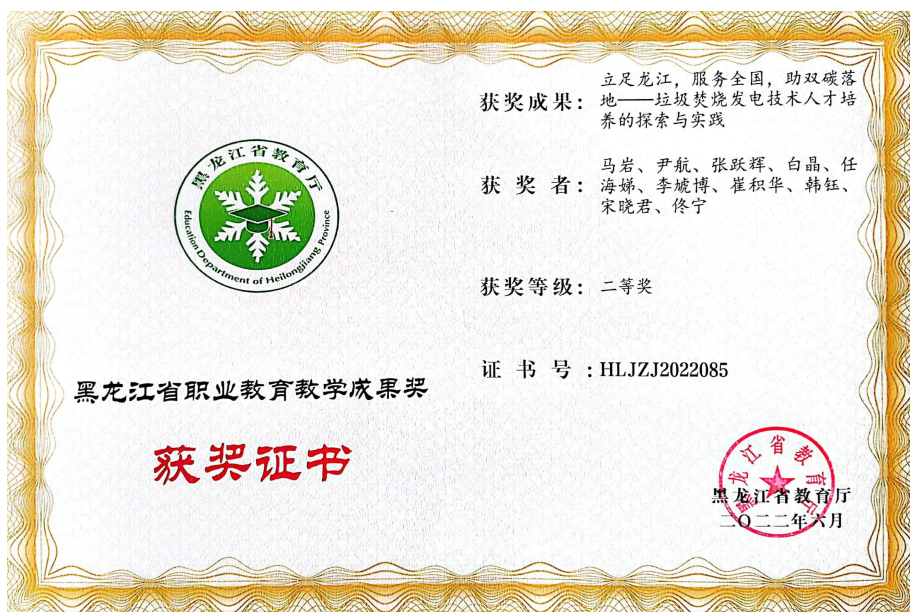 黑龙江省教育厅
Education Department of Heilongjiang Province
黑龙江省职业教育教学成果奖
获奖证书
获奖成果：立足龙江，服务全国，助双碳落
地——垃圾焚烧发电技术人才培
养的探索与实践
获奖者：马岩、尹航、张跃辉、白晶、任
海娣、李墟博、崔积华、韩钰、
宋晓君、佟宁
获奖等级：二等奖
证书号:HLJZJ2022085
黑龙江省教育厅
黑龙江省教育厅
二〇二二年六月